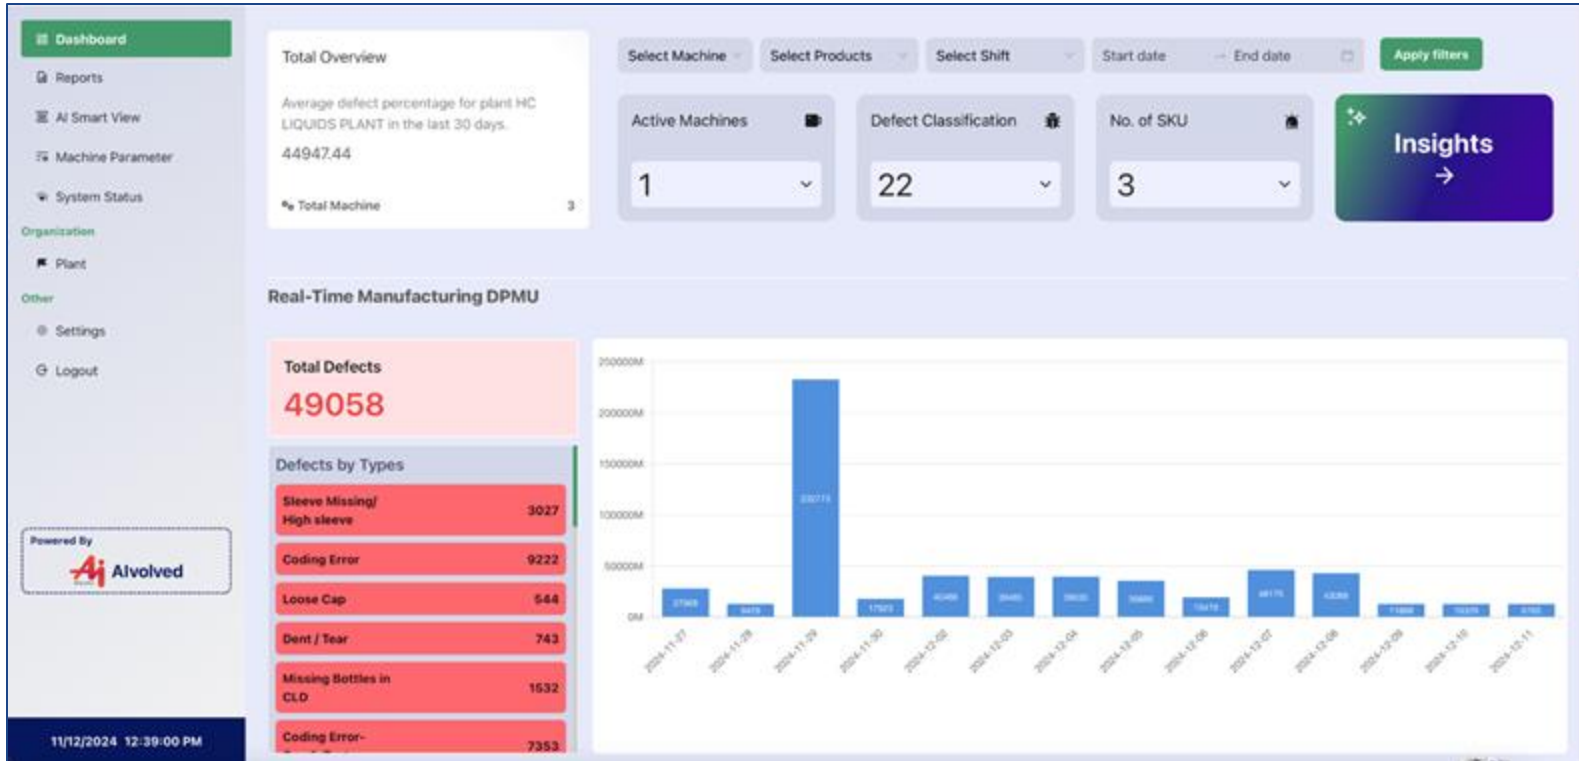 Dashboard
Reports
AI Smart View
Machine Parameter
System Status
Organization
Plant
Other
Settings
Logout
Powered By
AIvolved
11/12/2024 12:39:00 PM
Total Overview
Average defect percentage for plant HC
LIQUIDS PLANT in the last 30 days.
44947.44
Total Machine 3
Select Machine
Select Products
Select Shift
Start date
End date
Apply filters
Active Machines
1
Defect Classification
22
No. of SKU
3
Insights
Real-Time Manufacturing DPMU
Total Defects
49058
Defects by Types
Sleeve Missing/
High sleeve 3027
Coding Error 9222
Loose Cap 544
Dent / Tear 743
Missing Bottles in
CLD 1532
Coding Error- 7353
250000M
200000M
150000M
100000M
50000M
0M
2024-11-27
2024-11-28
2024-11-29
2024-11-30
2024-12-02
2024-12-03
2024-12-04
2024-12-05
2024-12-06
2024-12-07
2024-12-08
2024-12-09
2024-12-10
2024-12-11